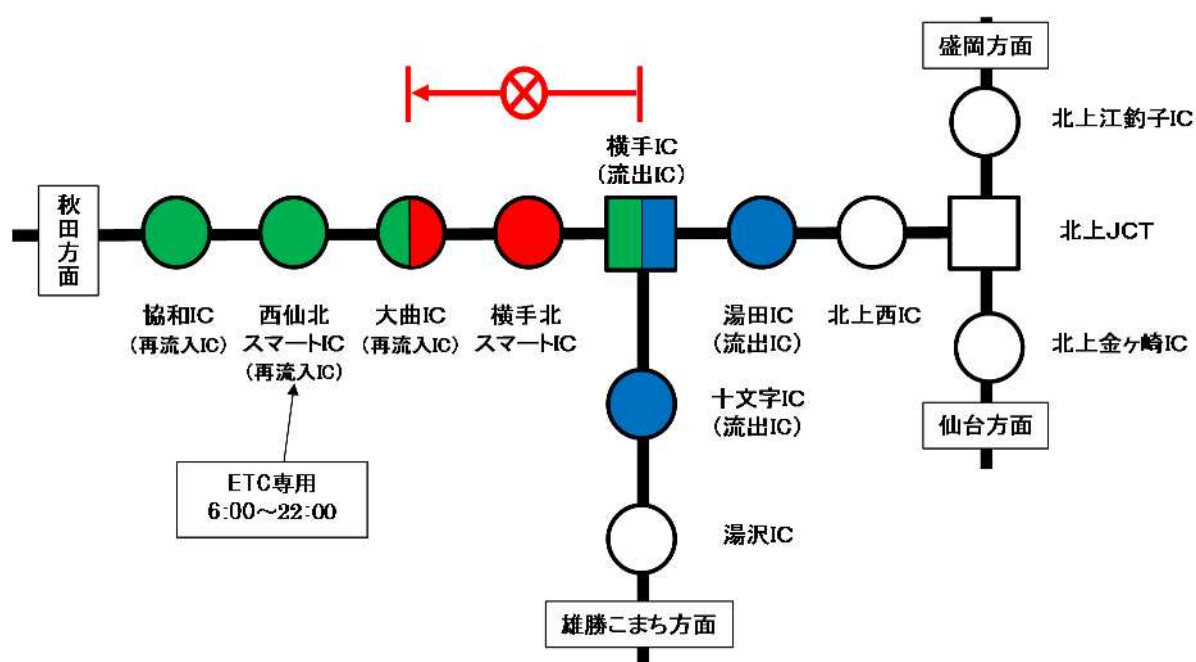 盛岡方面
北上江釣子IC
横手IC
(流出IC)
秋田方面
北上JCT
協和IC
(再流入IC)
西仙北
スマートIC
(再流入IC)
大曲IC
(再流入IC)
横手北
スマートIC
湯田IC
(流出IC)
北上西IC
北上金ヶ崎IC
十文字IC
(流出IC)
仙台方面
ETC専用
6:00～22:00
湯沢IC
雄勝こまち方面